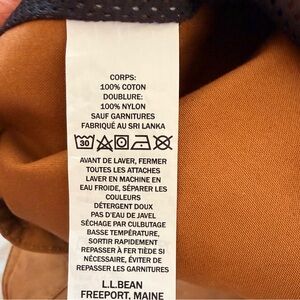 CORPS:
100% COTON
DOUBLURE:
100% NYLON
SAUF GARNITURES
FABRIQUÉ AU SRI LANKA
30
AVANT DE LAVER, FERMER
TOUTES LES ATTACHES
LAVER EN MACHINE EN
EAU FROIDE, SÉPARER LES
COULEURS
DÉTERGENT DOUX
PAS D'EAU DE JAVEL
SÉCHAGE PAR CULBUTAGE
BASSE TEMPÉRATURE,
SORTIR RAPIDEMENT
REPASSER À FER TIÈDE SI
NÉCESSAIRE, ÉVITER DE
REPASSER LES GARNITURES
L.L.BEAN
FREEPORT, MAINE